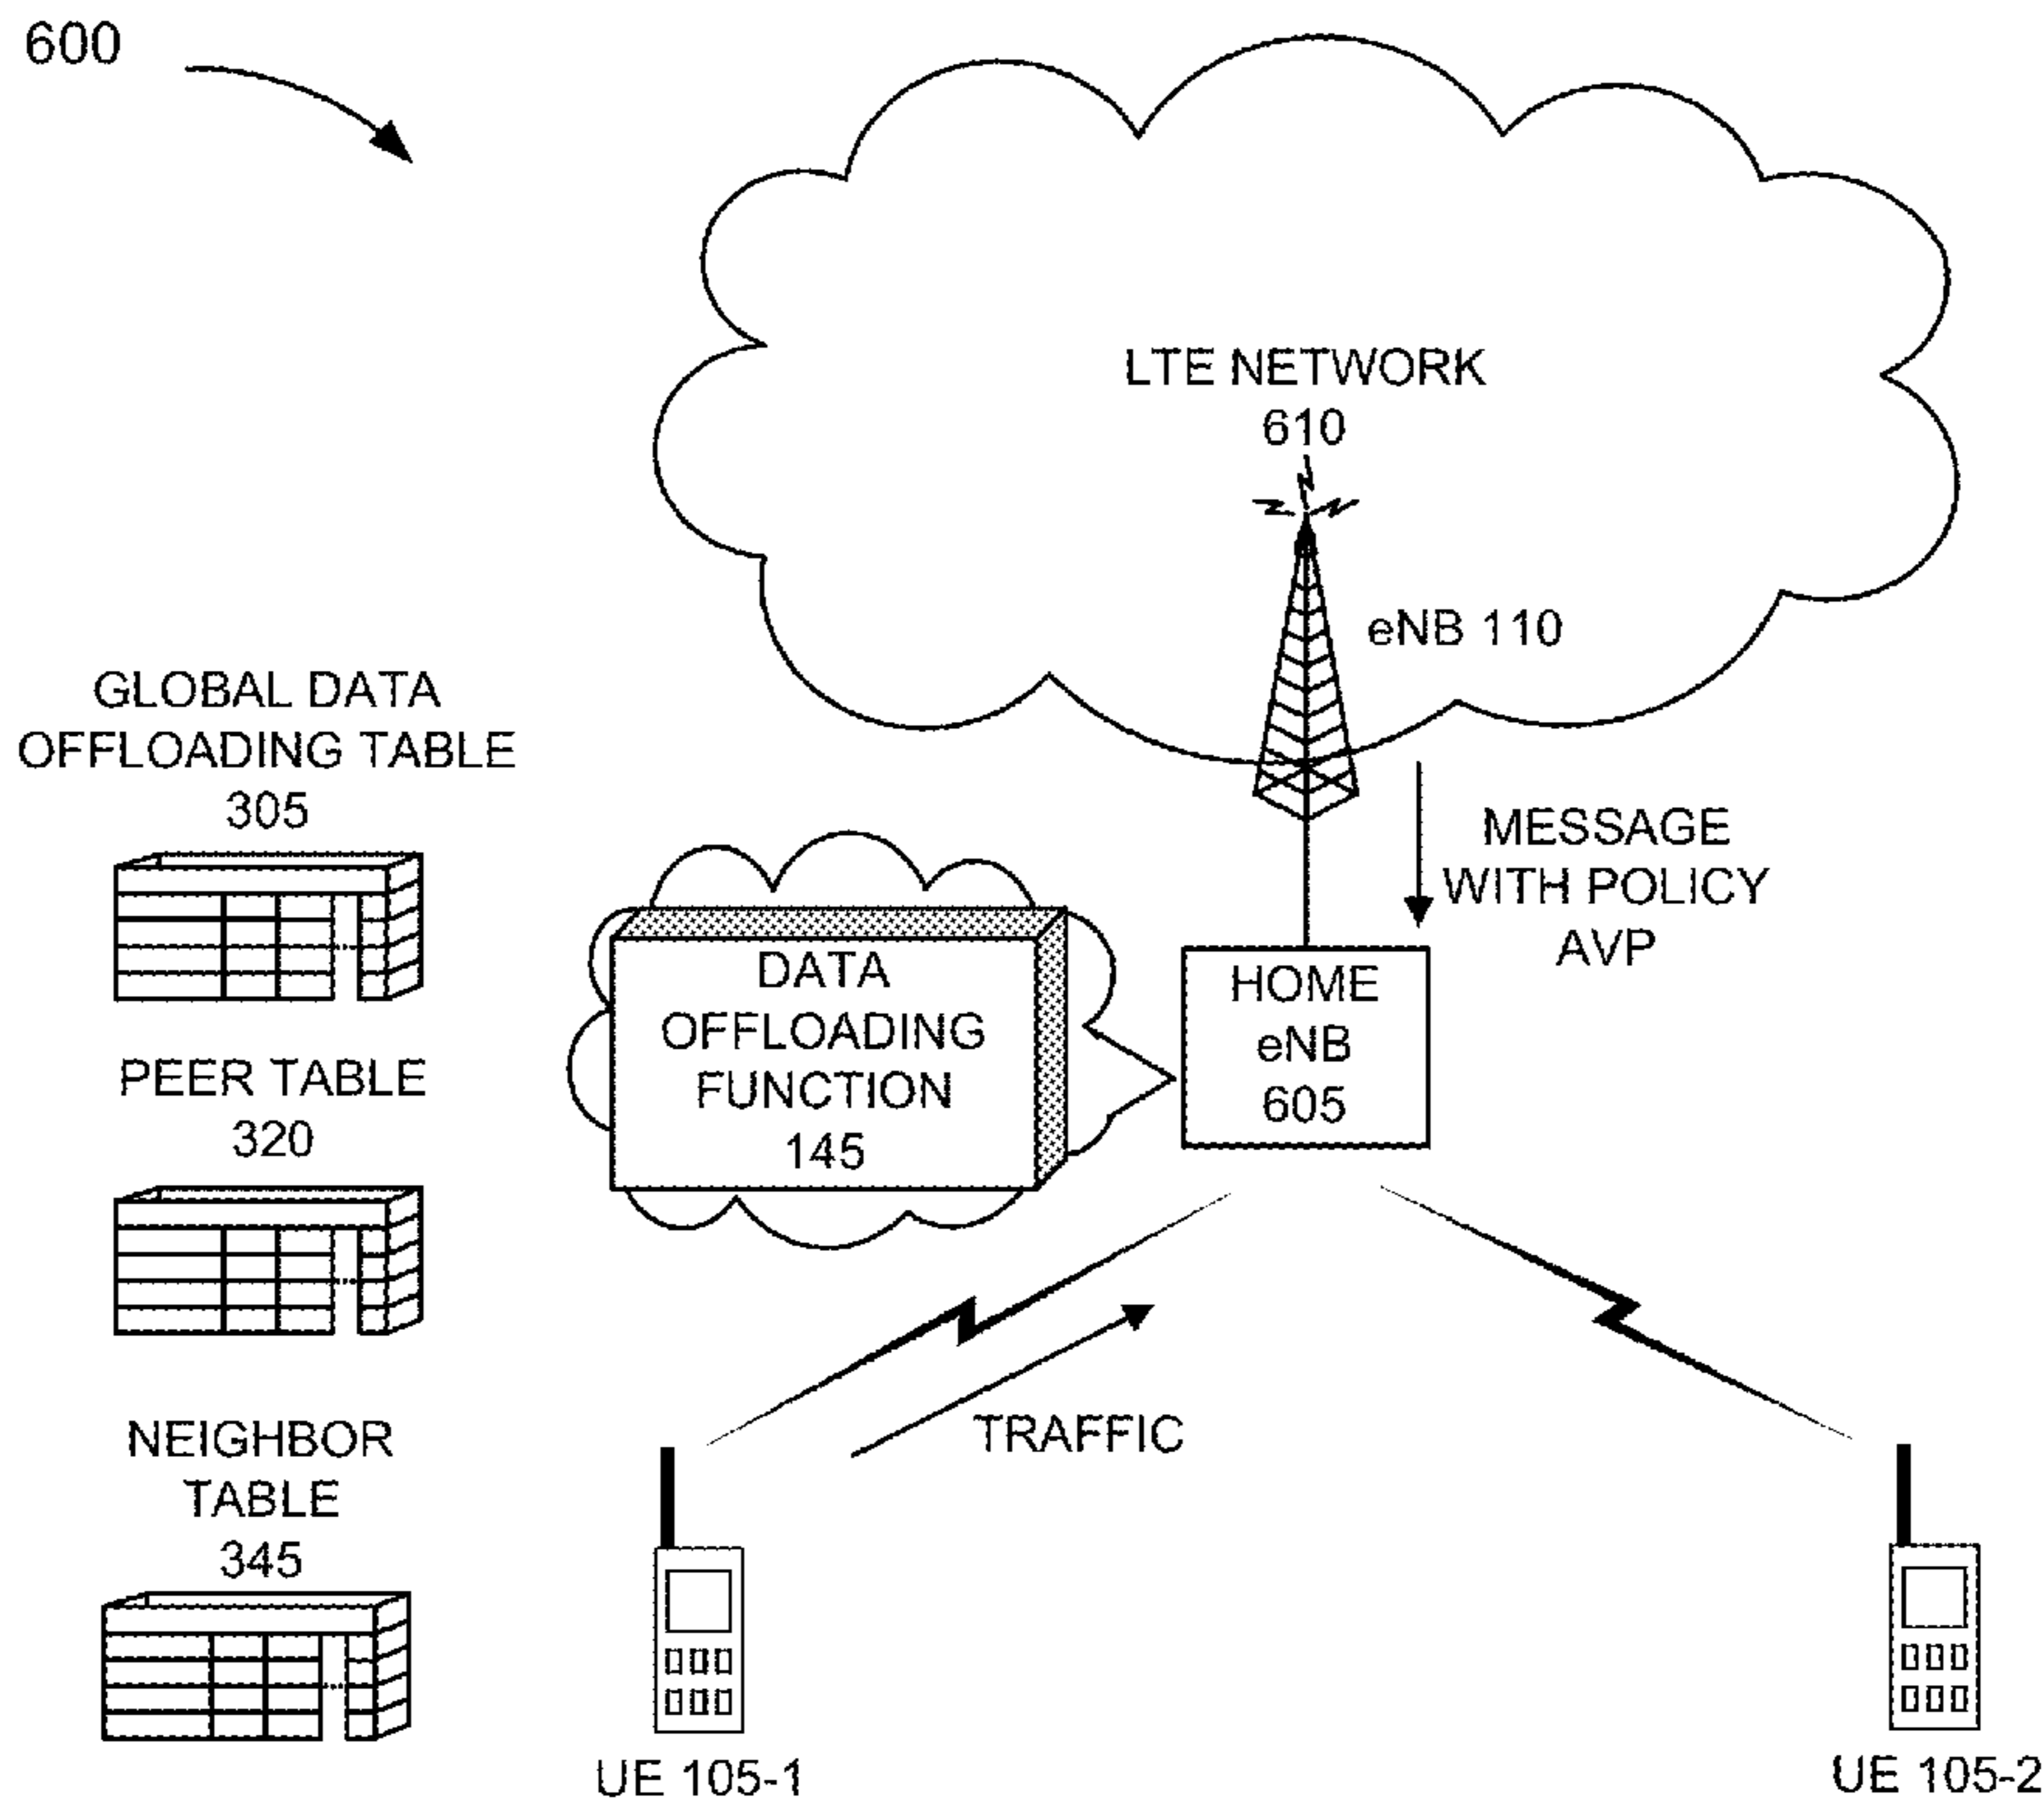 600
LTE NETWORK
610
eNB 110
GLOBAL DATA
OFFLOADING TABLE
305
MESSAGE
WITH POLICY
AVP
DATA
OFFLOADING
FUNCTION
145
HOME
eNB
605
PEER TABLE
320
TRAFFIC
NEIGHBOR
TABLE
345
UE 105-1
UE 105-2